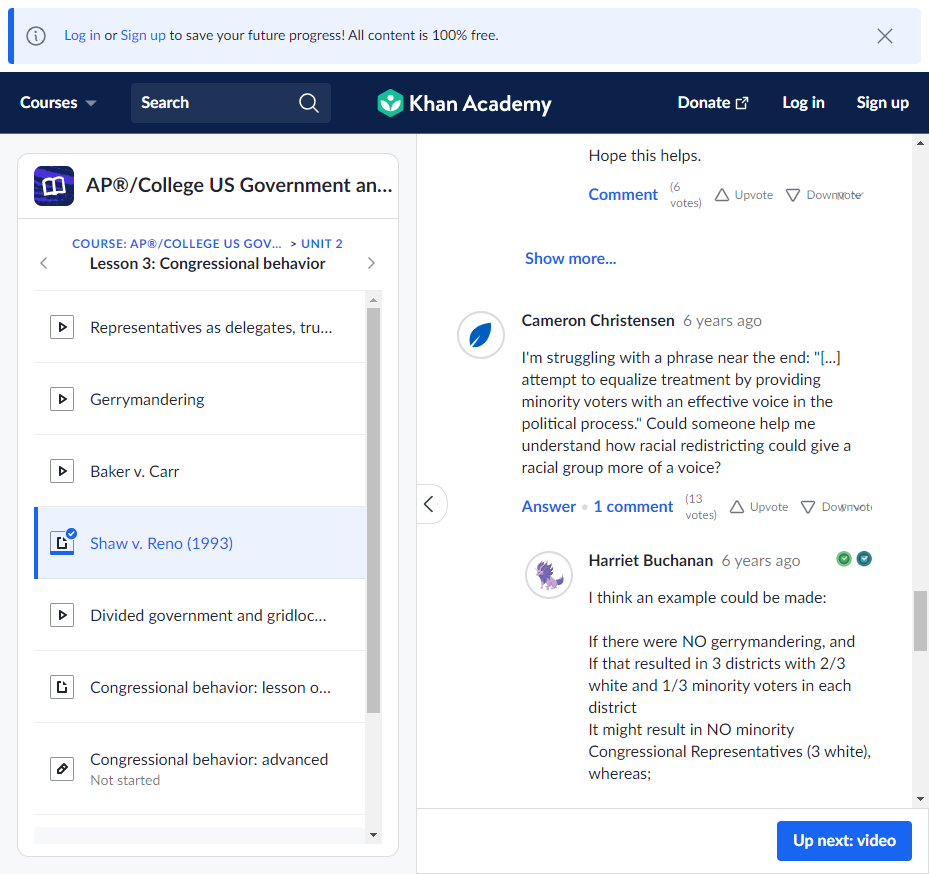 Log in or Sign up to save your future progress! All content is 100% free.
Courses
Search
Khan Academy
Donate
Log in
Sign up
AP®/College US Government an...
COURSE: AP®/COLLEGE US GOV... > UNIT 2
Lesson 3: Congressional behavior
Representatives as delegates, tru...
Gerrymandering
Baker v. Carr
Shaw v. Reno (1993)
Divided government and gridloc...
Congressional behavior: lesson o...
Congressional behavior: advanced
Not started
Hope this helps.
Comment
(6
votes)
Upvote
Downvote
Show more...
Cameron Christensen 6 years ago
I'm struggling with a phrase near the end: "[...]
attempt to equalize treatment by providing
minority voters with an effective voice in the
political process." Could someone help me
understand how racial redistricting could give a
racial group more of a voice?
Answer • 1 comment
(13
votes)
Upvote
Downvote
Harriet Buchanan 6 years ago
I think an example could be made:
If there were NO gerrymandering, and
If that resulted in 3 districts with 2/3
white and 1/3 minority voters in each
district
It might result in NO minority
Congressional Representatives (3 white),
whereas;
Up next: video